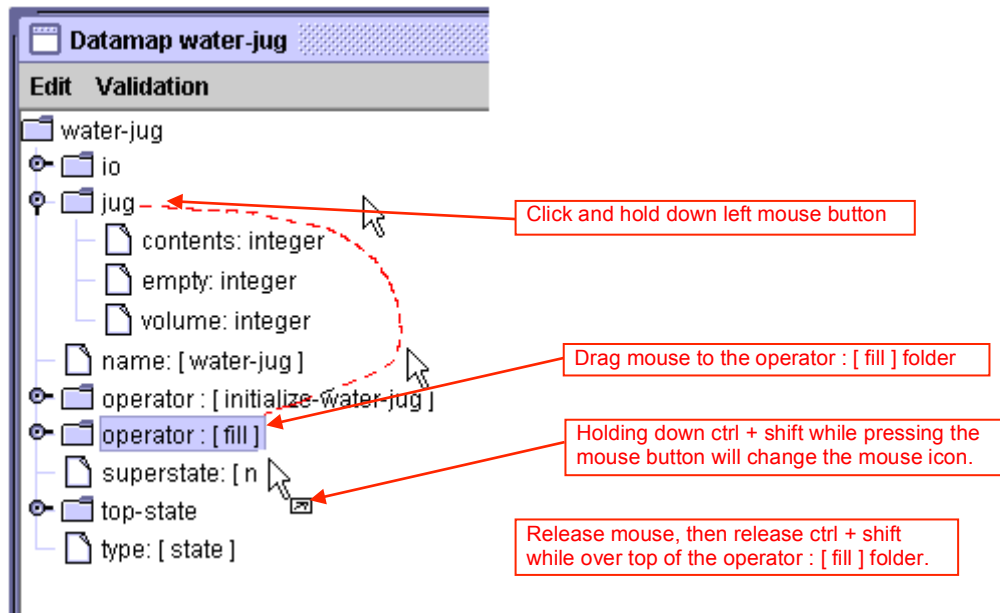 Datamap water-jug
Edit Validation
water-jug
io
jug
Click and hold down left mouse button
contents: integer
empty: integer
volume: integer
name: [ water-jug ]
Drag mouse to the operator : [ fill ] folder
operator : [ initialize-water-jug ]
operator : [ fill ]
Holding down ctrl + shift while pressing the
mouse button will change the mouse icon.
superstate: [ n
top-state
Release mouse, then release ctrl + shift
while over top of the operator : [ fill ] folder.
type: [ state ]